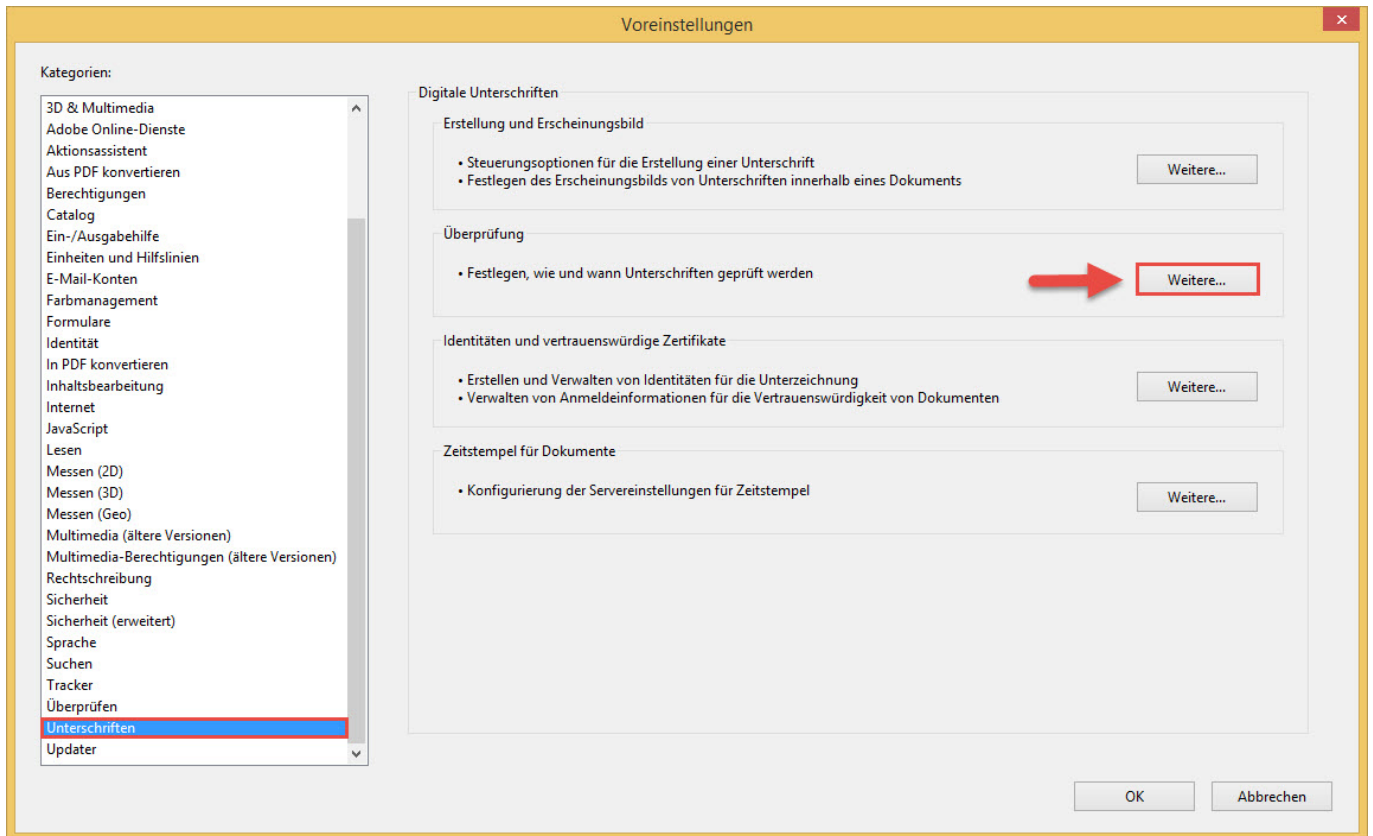 Voreinstellungen
Kategorien:
3D & Multimedia
Adobe Online-Dienste
Aktionsassistent
Aus PDF konvertieren
Berechtigungen
Catalog
Ein-/Ausgabehilfe
Einheiten und Hilfslinien
E-Mail-Konten
Farbmanagement
Formulare
Identität
In PDF konvertieren
Inhaltsbearbeitung
Internet
JavaScript
Lesen
Messen (2D)
Messen (3D)
Messen (Geo)
Multimedia (ältere Versionen)
Multimedia-Berechtigungen (ältere Versionen)
Rechtschreibung
Sicherheit
Sicherheit (erweitert)
Sprache
Suchen
Tracker
Überprüfen
Unterschriften
Updater
Digitale Unterschriften
Erstellung und Erscheinungsbild
• Steuerungsoptionen für die Erstellung einer Unterschrift
• Festlegen des Erscheinungsbilds von Unterschriften innerhalb eines Dokuments
Weitere...
Überprüfung
• Festlegen, wie und wann Unterschriften geprüft werden
Weitere...
Identitäten und vertrauenswürdige Zertifikate
• Erstellen und Verwalten von Identitäten für die Unterzeichnung
• Verwalten von Anmeldeinformationen für die Vertrauenswürdigkeit von Dokumenten
Weitere...
Zeitstempel für Dokumente
• Konfigurierung der Servereinstellungen für Zeitstempel
Weitere...
OK
Abbrechen